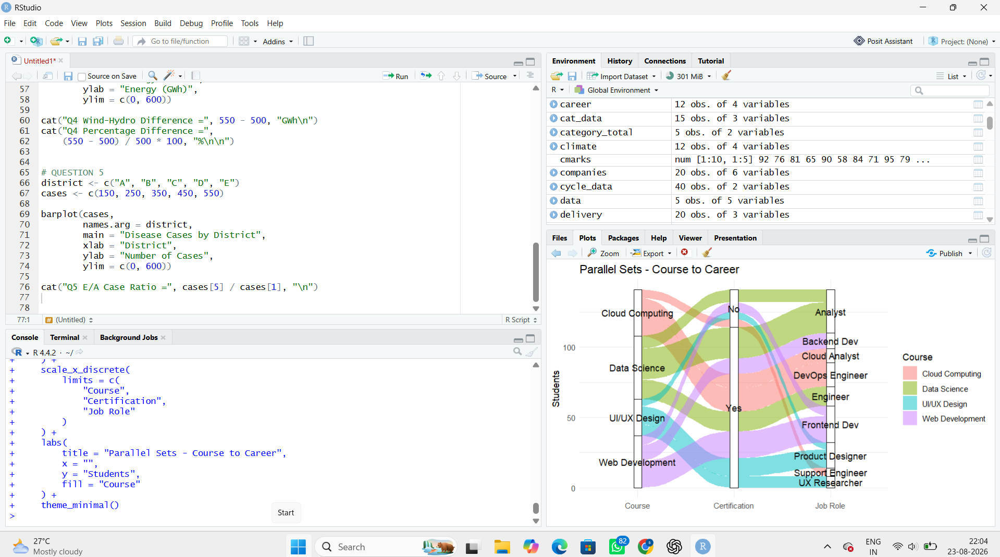 RStudio
File Edit Code View Plots Session Build Debug Profile Tools Help
Go to file/function Addins Posit Assistant Project: (None)
Untitled1*
Source on Save Run Source
57 ylab = "Energy (GWh)",
58 ylim = c(0, 600))
59
60 cat("Q4 Wind-Hydro Difference =", 550 - 500, "GWh\n")
61 cat("Q4 Percentage Difference =",
62 (550 - 500) / 500 * 100, "%\n\n")
63
64
65 # QUESTION 5
66 district <- c("A", "B", "C", "D", "E")
67 cases <- c(150, 250, 350, 450, 550)
68
69 barplot(cases,
70 names.arg = district,
71 main = "Disease Cases by District",
72 xlab = "District",
73 ylab = "Number of Cases",
74 ylim = c(0, 600))
75
76 cat("Q5 E/A Case Ratio =", cases[5] / cases[1], "\n")
77
78
77:1 (Untitled) R Script
Console Terminal Background Jobs
R 4.4.2 · ~/
+ ) +
+ scale_x_discrete(
+ limits = c(
+ "Course",
+ "Certification",
+ "Job Role"
+ )
+ ) +
+ labs(
+ title = "Parallel Sets - Course to Career",
+ x = "",
+ y = "Students",
+ fill = "Course"
+ ) +
+ theme_minimal()
>
Start
Environment History Connections Tutorial
Import Dataset 301 MiB List
R Global Environment
career 12 obs. of 4 variables
cat_data 15 obs. of 3 variables
category_total 5 obs. of 2 variables
climate 12 obs. of 4 variables
cmarks num [1:10, 1:5] 92 76 81 65 90 58 84 71 95 79 ...
companies 20 obs. of 6 variables
cycle_data 40 obs. of 2 variables
data 5 obs. of 5 variables
delivery 20 obs. of 3 variables
Files Plots Packages Help Viewer Presentation
Zoom Export Publish
Parallel Sets - Course to Career
Students
100
50
0
Cloud Computing
Data Science
UI/UX Design
Web Development
No
Yes
Analyst
Backend Dev
Cloud Analyst
DevOps Engineer
Engineer
Frontend Dev
Product Designer
Support Engineer
UX Researcher
Course Certification Job Role
Course
Cloud Computing
Data Science
UI/UX Design
Web Development
27°C
Mostly cloudy
Search
82
ENG
IN
22:04
23-08-2026